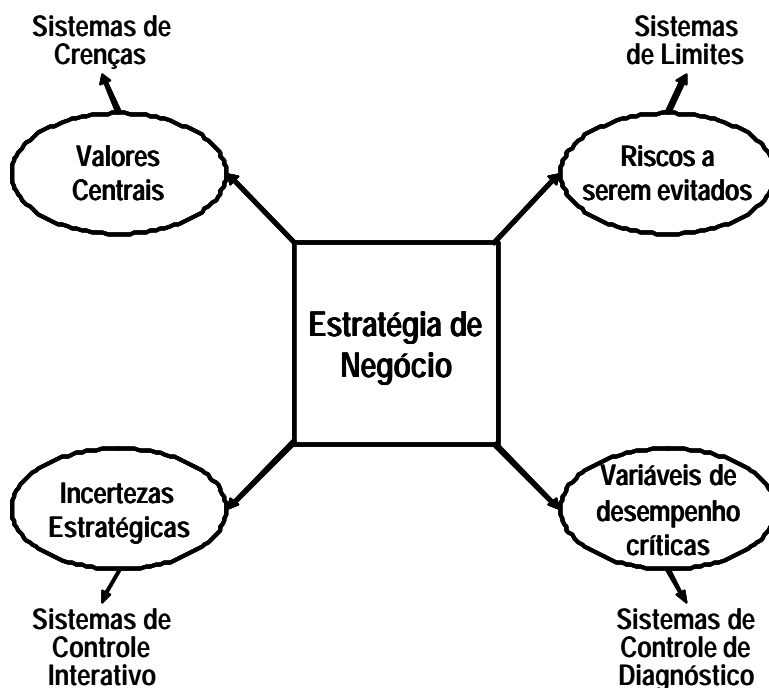 Sistemas de
Crenças
Sistemas
de Limites
Valores
Centrais
Riscos a
serem evitados
Estratégia de
Negócio
Incertezas
Estratégicas
Variáveis de
desempenho
críticas
Sistemas de
Controle
Interativo
Sistemas de
Controle de
Diagnóstico